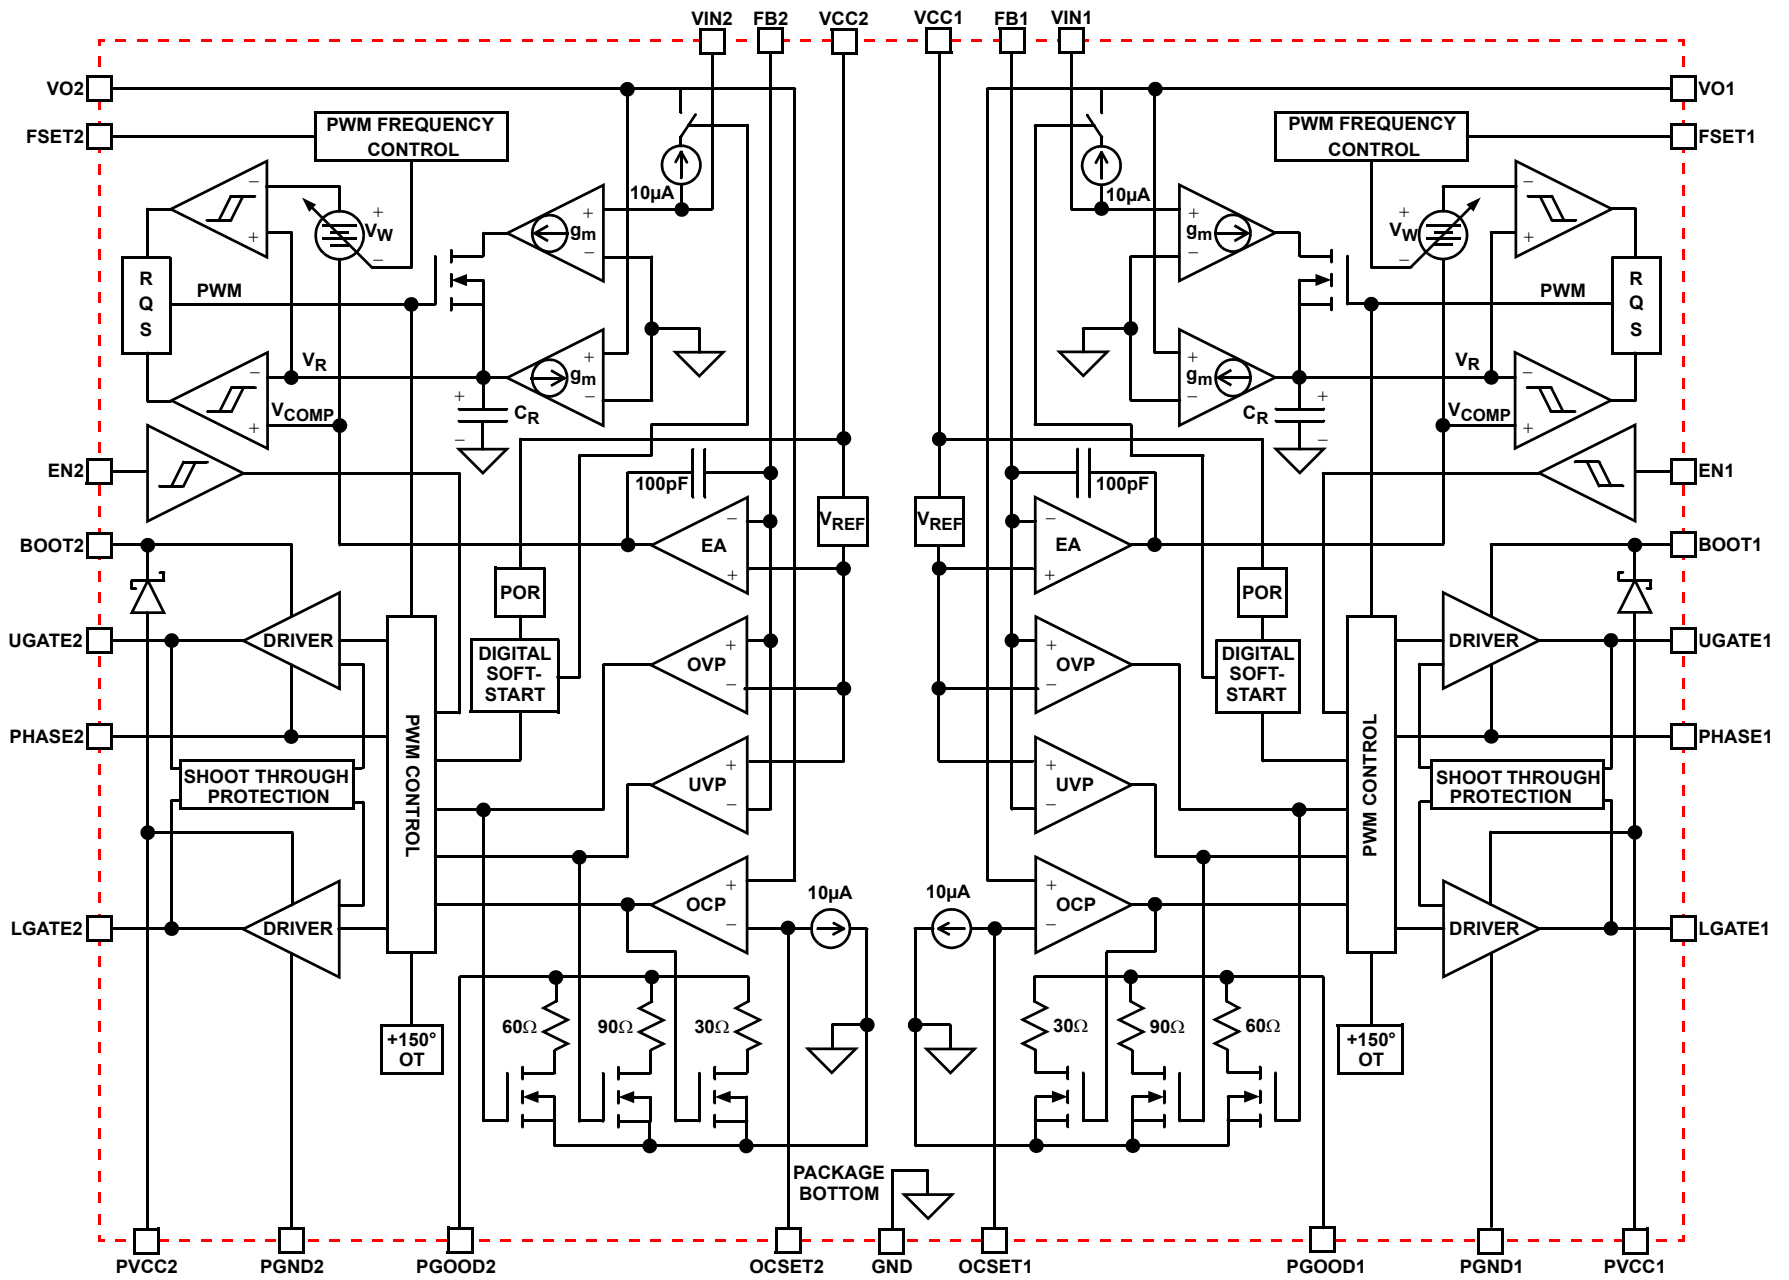 VIN2 FB2 VCC2 VCC1 FB1 VIN1
VO2 VO1
FSET2 FSET1
PWM FREQUENCY
CONTROL
PWM FREQUENCY
CONTROL
10µA 10µA
− + VW + −
+ gm −
+ gm −
+ VW − − +
R
Q
S
PWM
PWM
R
Q
S
VR VR
− +
+ gm −
+ gm −
− +
VCOMP VCOMP
+ CR −
CR + −
EN2 EN1
100pF 100pF
VREF VREF
− EA +
− EA +
BOOT2 BOOT1
POR POR
UGATE2 UGATE1
DRIVER DRIVER
DIGITAL
SOFT-
START
DIGITAL
SOFT-
START
+ OVP −
+ OVP −
PHASE2 PHASE1
PWM CONTROL
PWM CONTROL
SHOOT THROUGH
PROTECTION
SHOOT THROUGH
PROTECTION
+ UVP −
+ UVP −
+ OCP −
+ OCP −
10µA 10µA
LGATE2 LGATE1
DRIVER DRIVER
60Ω 90Ω 30Ω 30Ω 90Ω 60Ω
+150°
OT
+150°
OT
PACKAGE
BOTTOM
PVCC2 PGND2 PGOOD2 OCSET2 GND OCSET1 PGOOD1 PGND1 PVCC1